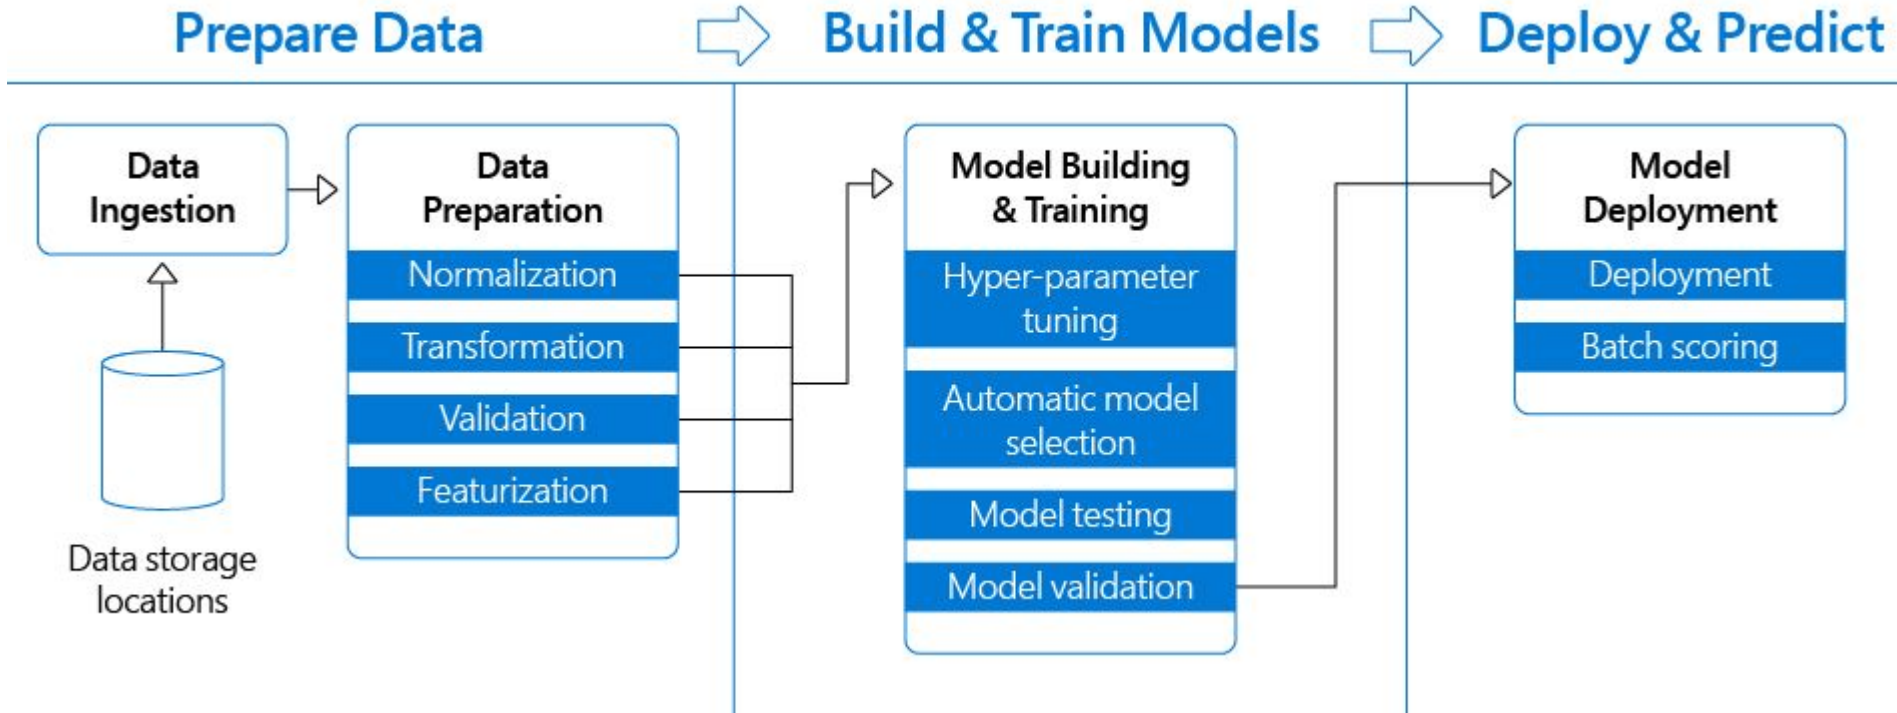 Prepare Data
Build & Train Models
Deploy & Predict
Data
Ingestion
Data storage
locations
Data
Preparation
Normalization
Transformation
Validation
Featurization
Model Building
& Training
Hyper-parameter
tuning
Automatic model
selection
Model testing
Model validation
Model
Deployment
Deployment
Batch scoring